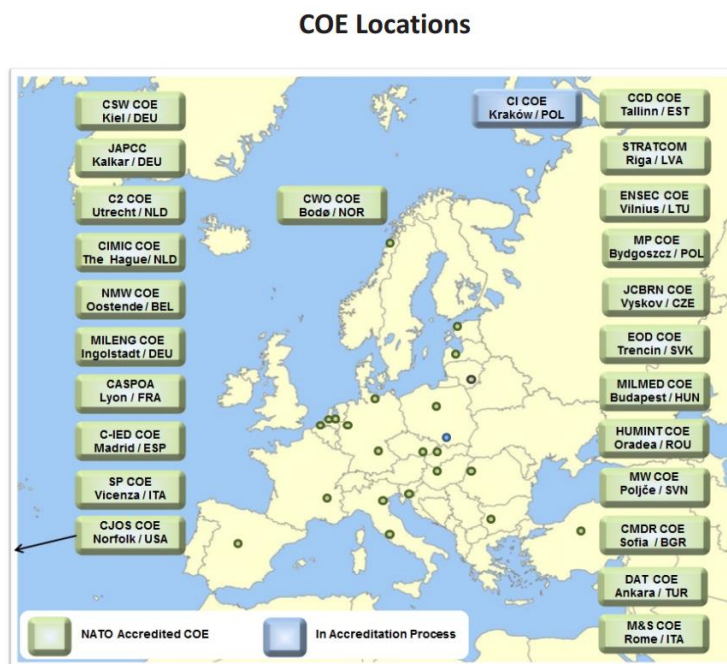 COE Locations
CSW COE
Kiel / DEU
JAPCC
Kalkar / DEU
C2 COE
Utrecht / NLD
CIMIC COE
The Hague/ NLD
NMW COE
Oostende / BEL
MILENG COE
Ingolstadt / DEU
CASPOA
Lyon / FRA
C-IED COE
Madrid / ESP
SP COE
Vicenza / ITA
CJOS COE
Norfolk / USA
CWO COE
Bodø / NOR
CI COE
Kraków / POL
CCD COE
Tallinn / EST
STRATCOM
Riga / LVA
ENSEC COE
Vilnius / LTU
MP COE
Bydgoszcz / POL
JCBRN COE
Vyskov / CZE
EOD COE
Trencin / SVK
MILMED COE
Budapest / HUN
HUMINT COE
Oradea / ROU
MW COE
Poljče / SVN
CMDR COE
Sofia / BGR
DAT COE
Ankara / TUR
M&S COE
Rome / ITA
NATO Accredited COE
In Accreditation Process